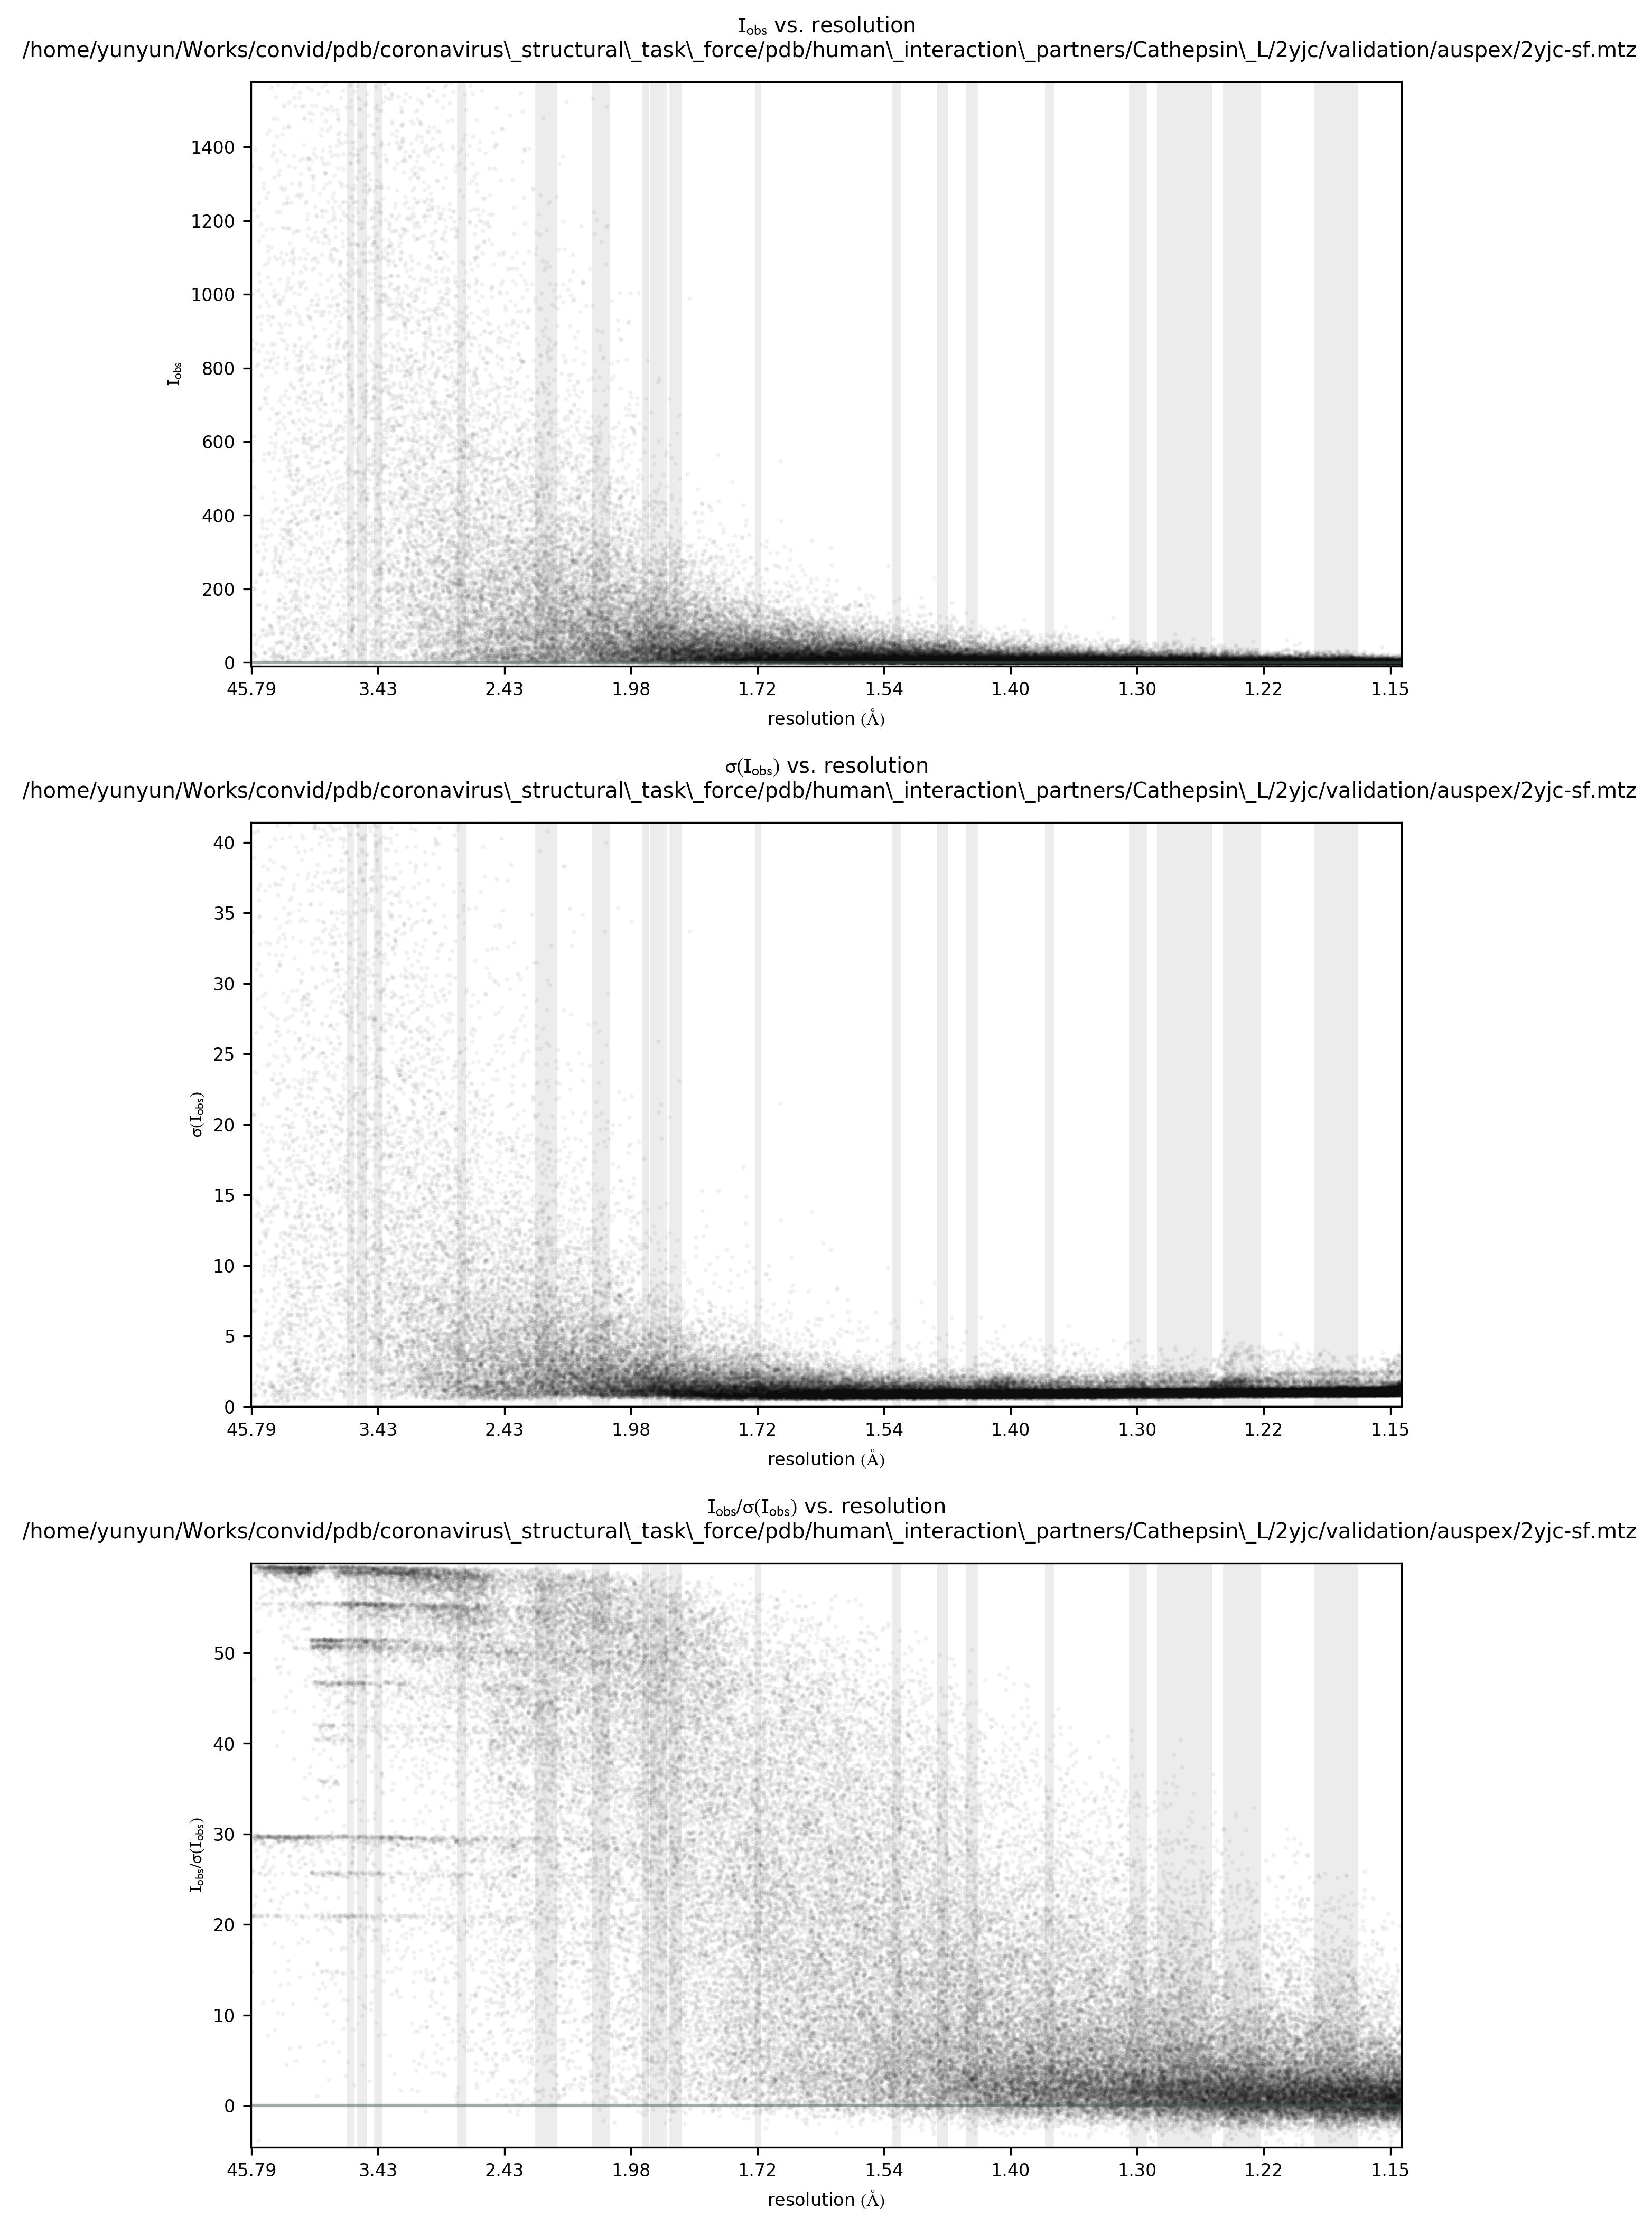 I_obs vs. resolution
/home/yunyun/Works/convid/pdb/coronavirus\_structural\_task\_force/pdb/human\_interaction\_partners/Cathepsin\_L/2yjc/validation/auspex/2yjc-sf.mtz
1400
1200
1000
800
600
400
200
0
I_obs
45.79 3.43 2.43 1.98 1.72 1.54 1.40 1.30 1.22 1.15
resolution (Å)
σ(I_obs) vs. resolution
/home/yunyun/Works/convid/pdb/coronavirus\_structural\_task\_force/pdb/human\_interaction\_partners/Cathepsin\_L/2yjc/validation/auspex/2yjc-sf.mtz
40
35
30
25
20
15
10
5
0
σ(I_obs)
45.79 3.43 2.43 1.98 1.72 1.54 1.40 1.30 1.22 1.15
resolution (Å)
I_obs/σ(I_obs) vs. resolution
/home/yunyun/Works/convid/pdb/coronavirus\_structural\_task\_force/pdb/human\_interaction\_partners/Cathepsin\_L/2yjc/validation/auspex/2yjc-sf.mtz
50
40
30
20
10
0
I_obs/σ(I_obs)
45.79 3.43 2.43 1.98 1.72 1.54 1.40 1.30 1.22 1.15
resolution (Å)